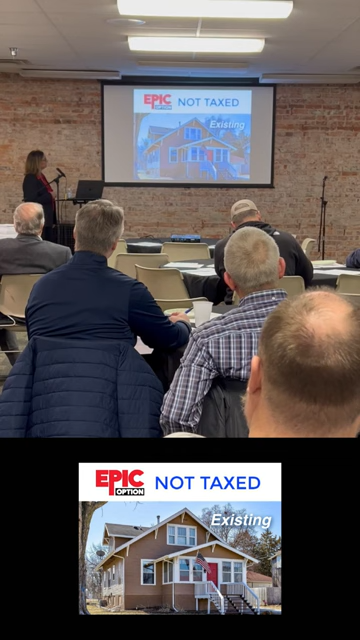 EPIC NOT TAXED
OPTION
Existing
EPIC NOT TAXED
OPTION
Existing